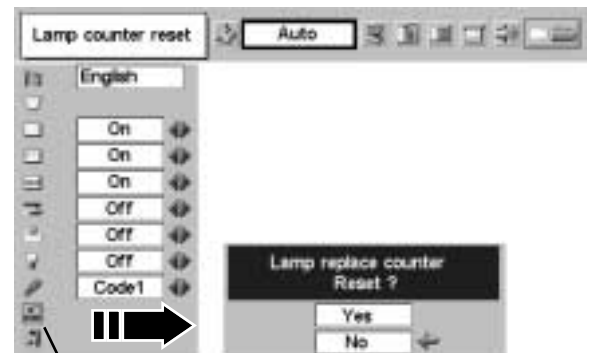 Lamp counter reset
Auto
English
On
On
On
Off
Off
Off
Code1
Lamp replace counter
Reset ?
Yes
No